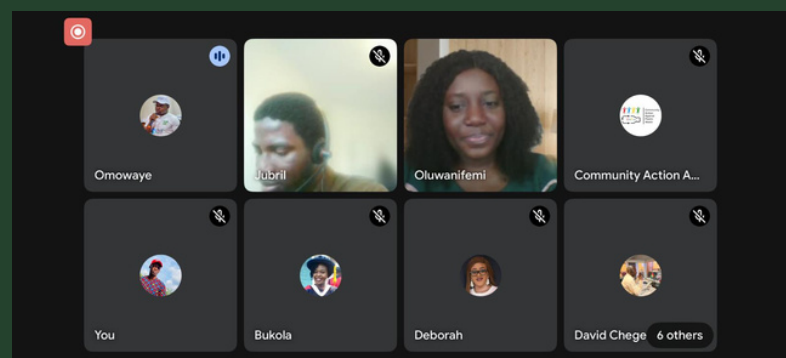 Omowaye
Jubril
Oluwanifemi
Community Action A...
You
Bukola
Deborah
David Chege
6 others